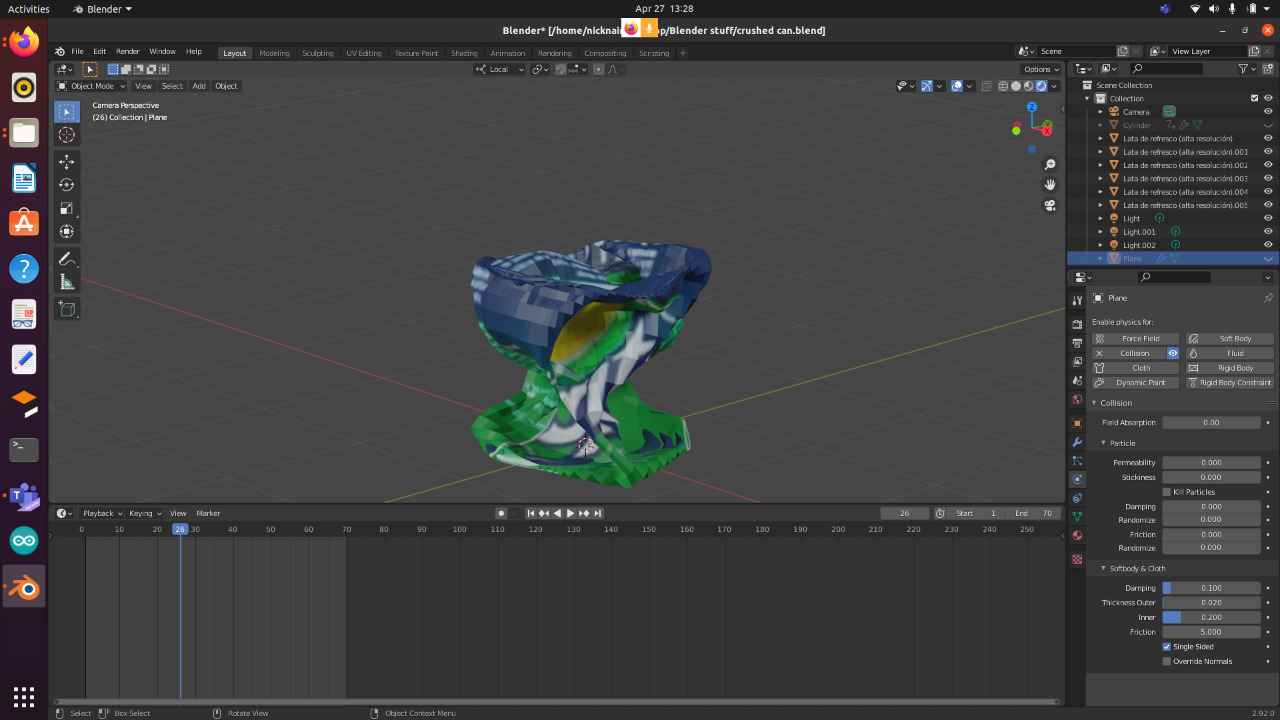 Activities
Blender
Apr 27 13:28
Blender* [/home/nicknai
op/Blender stuff/crushed can.blend]
File Edit Render Window Help
Layout Modeling Sculpting UV Editing Texture Paint Shading Animation Rendering Compositing Scripting
Scene
View Layer
Local
Options
Object Mode View Select Add Object
Camera Perspective
(26) Collection | Plane
Z
X
Scene Collection
Collection
Camera
Cylinder
Lata de refresco (alta resolución)
Lata de refresco (alta resolución).001
Lata de refresco (alta resolución).002
Lata de refresco (alta resolución).003
Lata de refresco (alta resolución).004
Lata de refresco (alta resolución).005
Light
Light.001
Light.002
Plane
Plane
Enable physics for:
Force Field Soft Body
Collision Fluid
Cloth Rigid Body
Dynamic Paint Rigid Body Constraint
Collision
Field Absorption 0.00
Particle
Permeability 0.000
Stickiness 0.000
Kill Particles
Damping 0.000
Randomize 0.000
Friction 0.000
Randomize 0.000
Softbody & Cloth
Damping 0.100
Thickness Outer 0.020
Inner 0.200
Friction 5.000
Single Sided
Override Normals
Playback Keying View Marker
26
Start 1
End 70
0 10 20 26 30 40 50 60 70 80 90 100 110 120 130 140 150 160 170 180 190 200 210 220 230 240 250
Select
Box Select
Rotate View
Object Context Menu
2.92.0